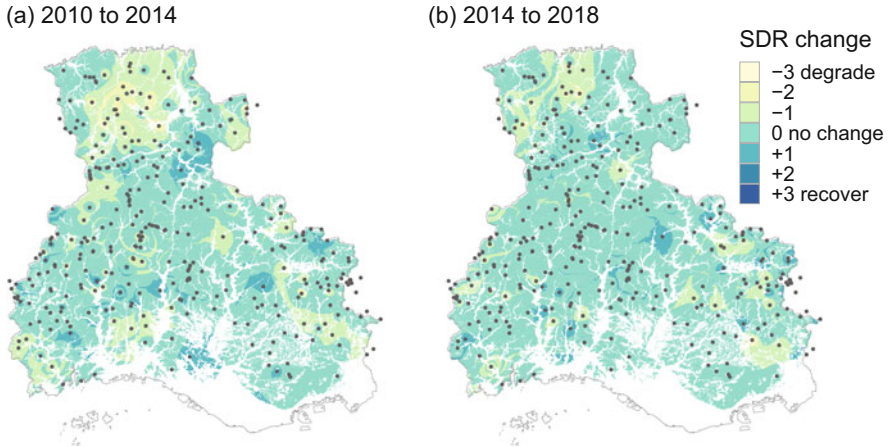 (a) 2010 to 2014
(b) 2014 to 2018
SDR change
−3 degrade
−2
−1
0 no change
+1
+2
+3 recover